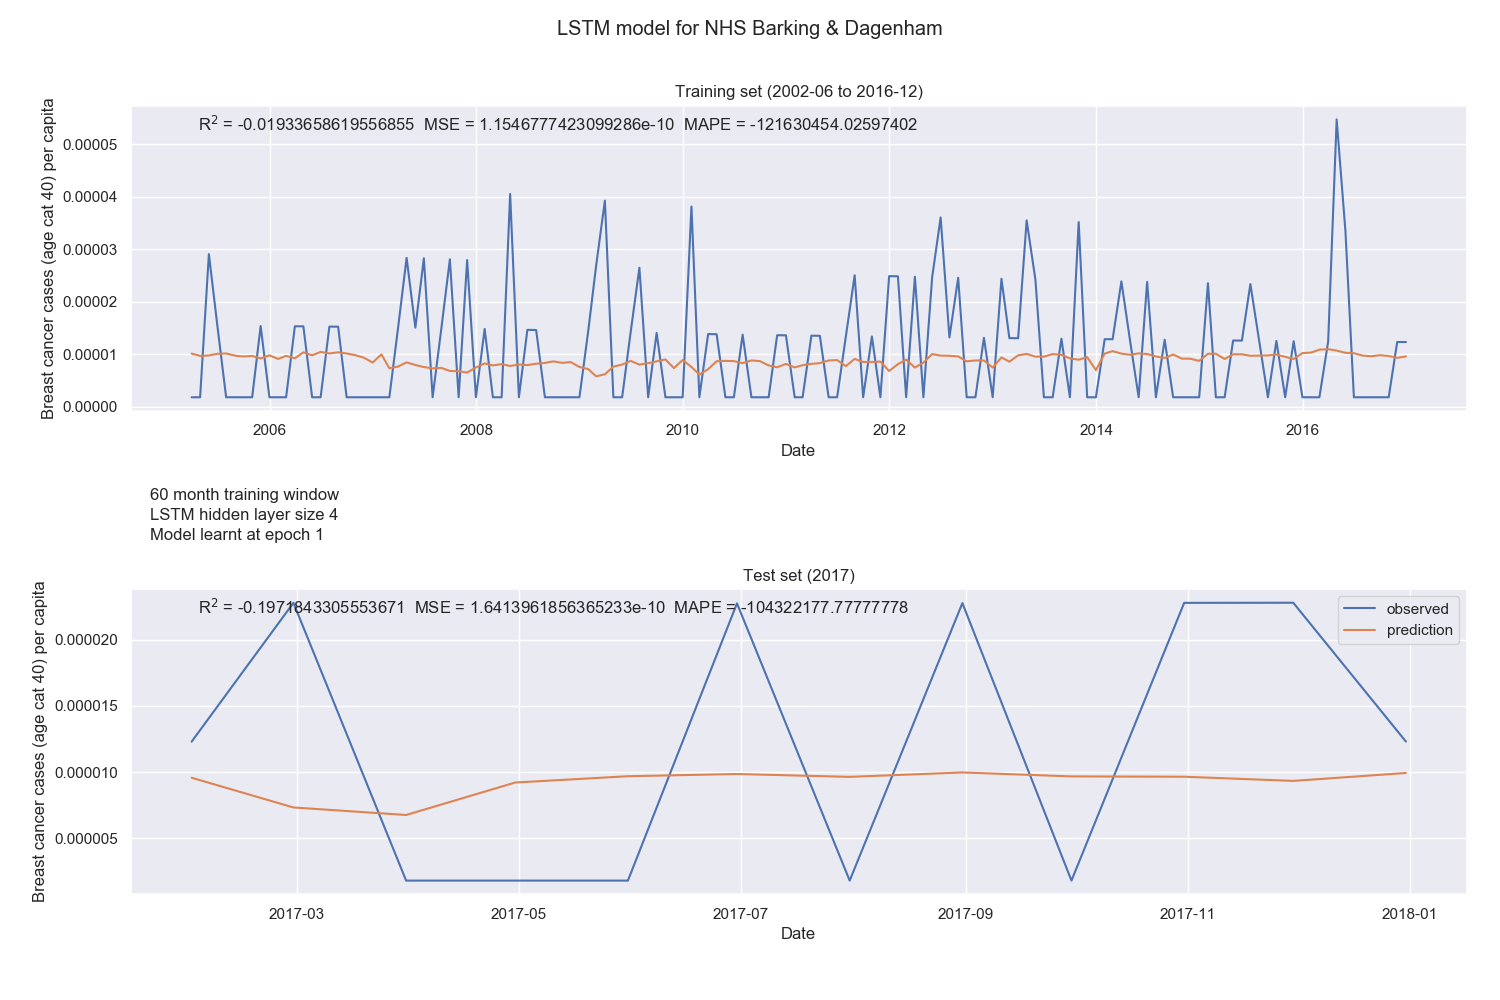 LSTM model for NHS Barking & Dagenham
Training set (2002-06 to 2016-12)
R² = -0.01933658619556855 MSE = 1.1546777423099286e-10 MAPE = -121630454.02597402
Breast cancer cases (age cat 40) per capita
0.00005
0.00004
0.00003
0.00002
0.00001
0.00000
2006 2008 2010 2012 2014 2016
Date
60 month training window
LSTM hidden layer size 4
Model learnt at epoch 1
Test set (2017)
R² = -0.1971843305553671 MSE = 1.6413961856365233e-10 MAPE = -104322177.77777778
observed
prediction
Breast cancer cases (age cat 40) per capita
0.000020
0.000015
0.000010
0.000005
2017-03 2017-05 2017-07 2017-09 2017-11 2018-01
Date